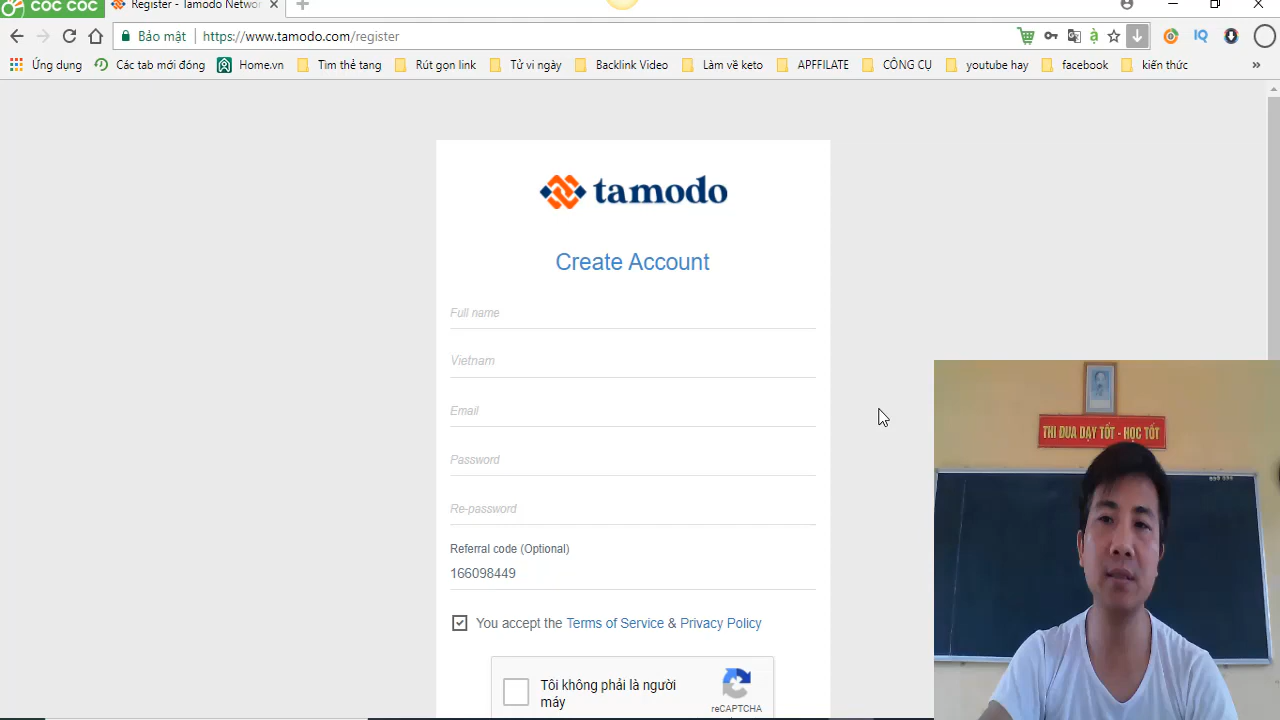 CỐC CỐC
Register - Tamodo Networ
Bảo mật
https://www.tamodo.com/register
IQ
Ứng dụng
Các tab mới đóng
Home.vn
Tìm thẻ tang
Rút gọn link
Tử vi ngày
Backlink Video
Làm về keto
APFFILATE
CÔNG CỤ
youtube hay
facebook
kiến thức
»
tamodo
Create Account
Full name
Vietnam
Email
Password
Re-password
Referral code (Optional)
166098449
You accept the Terms of Service & Privacy Policy
Tôi không phải là người
máy
reCAPTCHA
THI ĐUA DẠY TỐT - HỌC TỐT